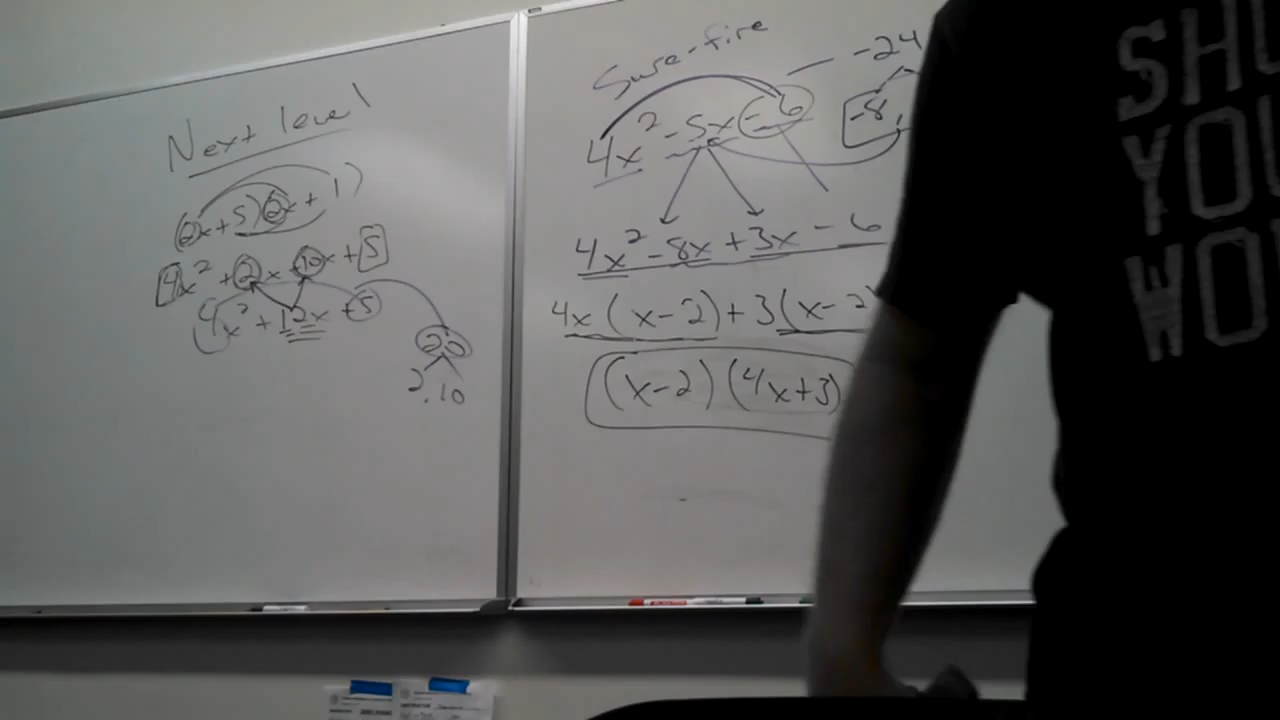 Next level
(2x+5)(2x+1)
4x² + 2x + 10x + 5
4x² + 12x + 5
20
2, 10
Sure-fire
-24
4x² - 5x - 6
-8,
4x² - 8x + 3x - 6
4x(x-2) + 3(x-2)
(x-2)(4x+3)
YOU